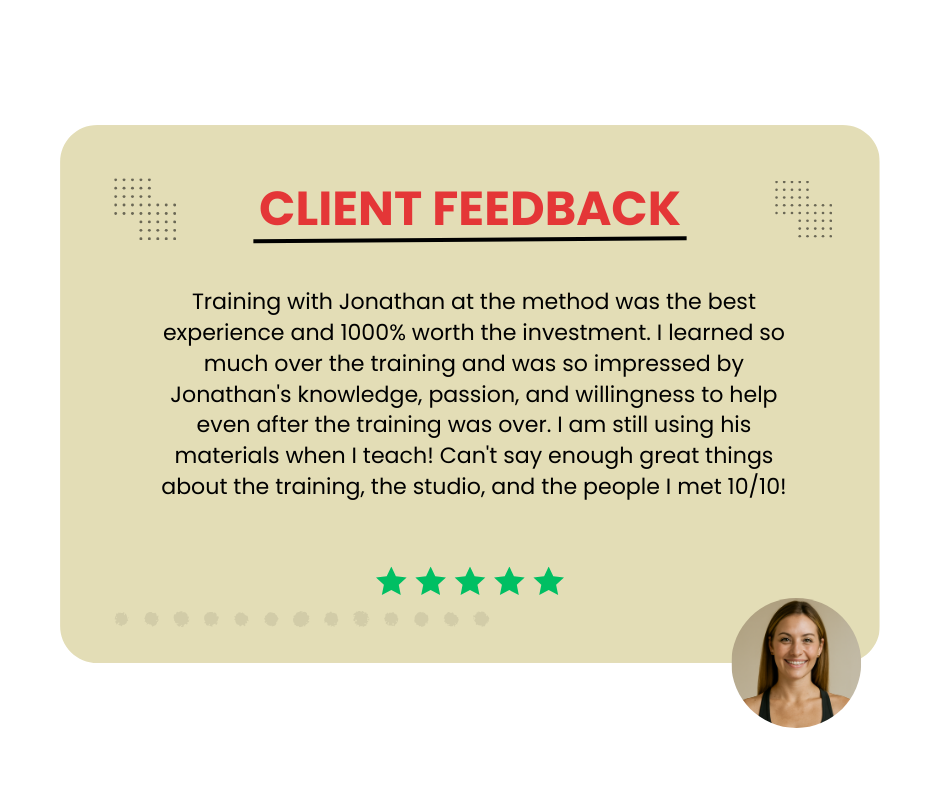 CLIENT FEEDBACK
Training with Jonathan at the method was the best
experience and 1000% worth the investment. I learned so
much over the training and was so impressed by
Jonathan's knowledge, passion, and willingness to help
even after the training was over. I am still using his
materials when I teach! Can't say enough great things
about the training, the studio, and the people I met 10/10!